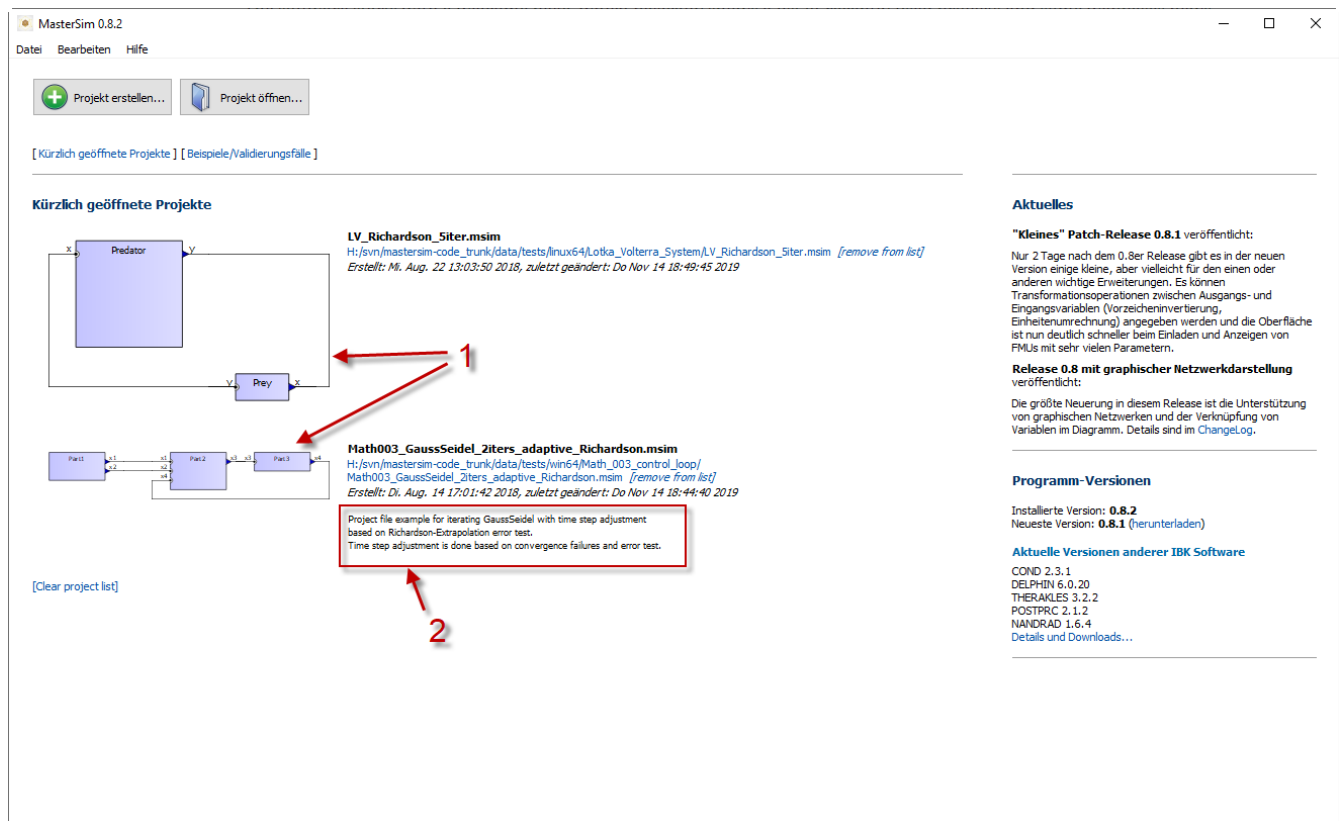 MasterSim 0.8.2
Datei Bearbeiten Hilfe
Projekt erstellen... Projekt öffnen...
[ Kürzlich geöffnete Projekte ] [ Beispiele/Validierungsfälle ]
Kürzlich geöffnete Projekte
x Predator y
y Prey x
LV_Richardson_5iter.msim
H:/svn/mastersim-code_trunk/data/tests/linux64/Lotka_Volterra_System/LV_Richardson_5iter.msim [remove from list]
Erstellt: Mi. Aug. 22 13:03:50 2018, zuletzt geändert: Do Nov 14 18:49:45 2019
1
Part1 x1 x1 Part2 x3 x3 Part3 x4
x2 x2
x4
Math003_GaussSeidel_2iters_adaptive_Richardson.msim
H:/svn/mastersim-code_trunk/data/tests/win64/Math_003_control_loop/
Math003_GaussSeidel_2iters_adaptive_Richardson.msim [remove from list]
Erstellt: Di. Aug. 14 17:01:42 2018, zuletzt geändert: Do Nov 14 18:44:40 2019
Project file example for iterating GaussSeidel with time step adjustment
based on Richardson-Extrapolation error test.
Time step adjustment is done based on convergence failures and error test.
2
[Clear project list]
Aktuelles
"Kleines" Patch-Release 0.8.1 veröffentlicht:
Nur 2 Tage nach dem 0.8er Release gibt es in der neuen
Version einige kleine, aber vielleicht für den einen oder
anderen wichtige Erweiterungen. Es können
Transformationsoperationen zwischen Ausgangs- und
Eingangsvariablen (Vorzeicheninvertierung,
Einheitenumrechnung) angegeben werden und die Oberfläche
ist nun deutlich schneller beim Einladen und Anzeigen von
FMUs mit sehr vielen Parametern.
Release 0.8 mit graphischer Netzwerkdarstellung
veröffentlicht:
Die größte Neuerung in diesem Release ist die Unterstützung
von graphischen Netzwerken und der Verknüpfung von
Variablen im Diagramm. Details sind im ChangeLog.
Programm-Versionen
Installierte Version: 0.8.2
Neueste Version: 0.8.1 (herunterladen)
Aktuelle Versionen anderer IBK Software
COND 2.3.1
DELPHIN 6.0.20
THERAKLES 3.2.2
POSTPRC 2.1.2
NANDRAD 1.6.4
Details und Downloads...